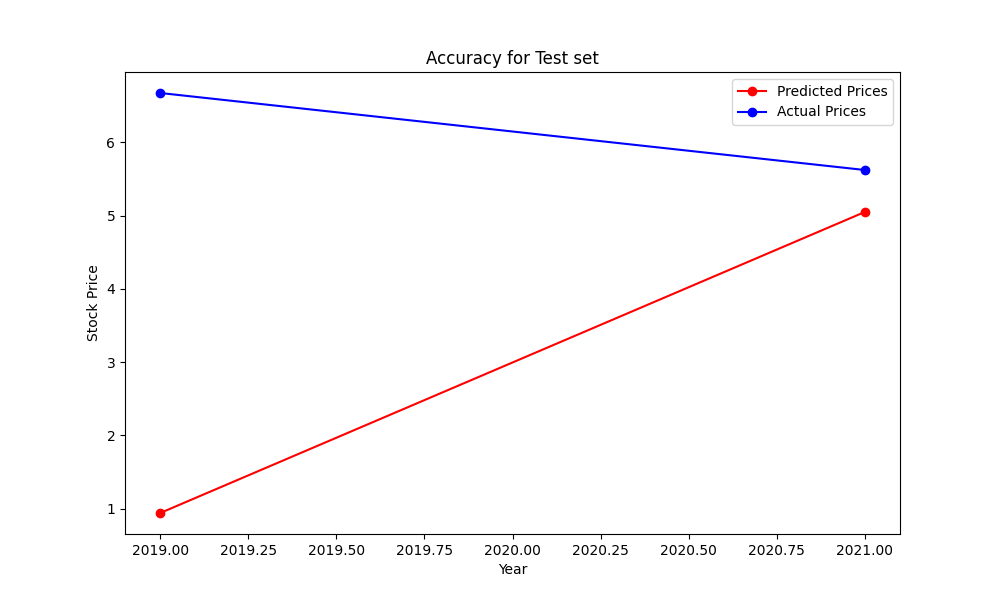 Accuracy for Test set
Predicted Prices
Actual Prices
Stock Price
6
5
4
3
2
1
2019.00 2019.25 2019.50 2019.75 2020.00 2020.25 2020.50 2020.75 2021.00
Year